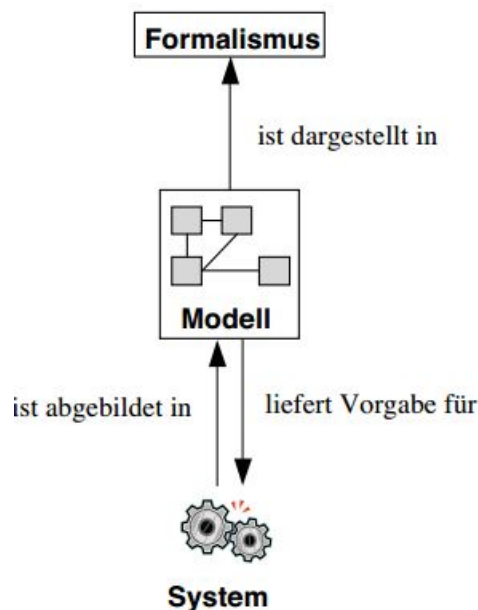 Formalismus
ist dargestellt in
Modell
ist abgebildet in
liefert Vorgabe für
System